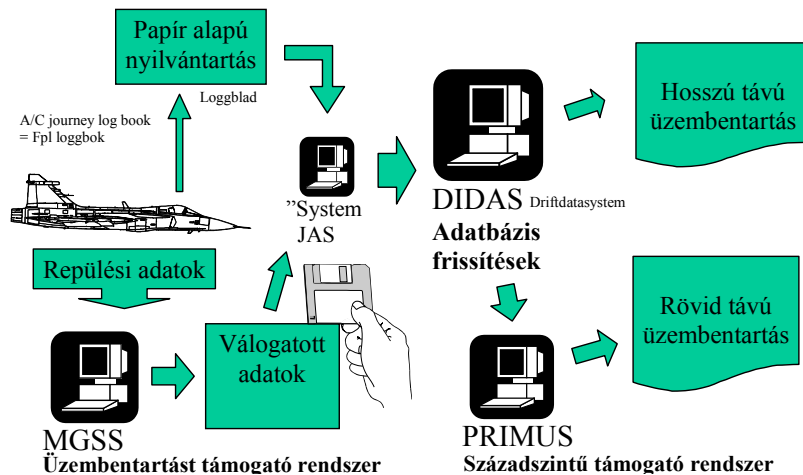 Papír alapú
nyilvántartás
Loggblad
A/C journey log book
= Fpl loggbok
Hosszú távú
üzembentartás
”System
JAS
DIDAS Driftdatasystem
Adatbázis
frissítések
Repülési adatok
Válogatott
adatok
Rövid távú
üzembentartás
MGSS
Üzembentartást támogató rendszer
PRIMUS
Századszintű támogató rendszer